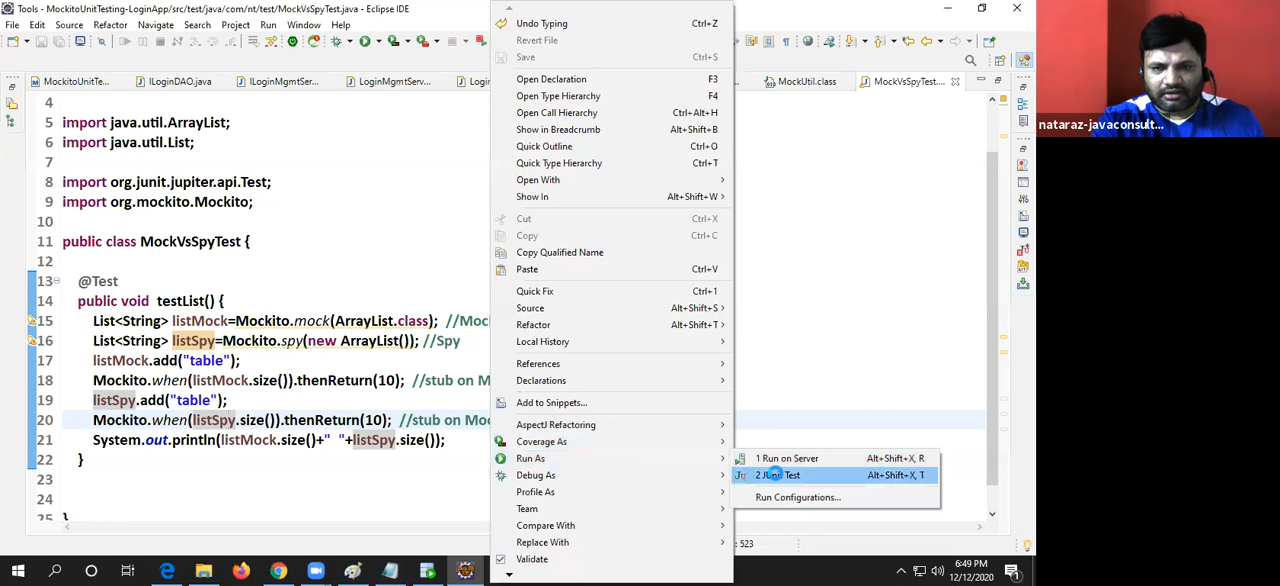 Tools - MockitoUnitTesting-LoginApp/src/test/java/com/nt/test/MockVsSpyTest.java - Eclipse IDE
File Edit Source Refactor Navigate Search Project Run Window Help
MockitoUnitTe... ILoginDAO.java ILoginMgmtSer... LoginMgmtServ... Login MockUtil.class MockVsSpyTest....
4
5 import java.util.ArrayList;
6 import java.util.List;
7
8 import org.junit.jupiter.api.Test;
9 import org.mockito.Mockito;
10
11 public class MockVsSpyTest {
12
13 @Test
14 public void testList() {
15 List<String> listMock=Mockito.mock(ArrayList.class); //Moc
16 List<String> listSpy=Mockito.spy(new ArrayList()); //Spy
17 listMock.add("table");
18 Mockito.when(listMock.size()).thenReturn(10); //stub on M
19 listSpy.add("table");
20 Mockito.when(listSpy.size()).thenReturn(10); //stub on Mo
21 System.out.println(listMock.size()+" "+listSpy.size());
22 }
24
25 }
Undo Typing Ctrl+Z
Revert File
Save Ctrl+S
Open Declaration F3
Open Type Hierarchy F4
Open Call Hierarchy Ctrl+Alt+H
Show in Breadcrumb Alt+Shift+B
Quick Outline Ctrl+O
Quick Type Hierarchy Ctrl+T
Open With
Show In Alt+Shift+W
Cut Ctrl+X
Copy Ctrl+C
Copy Qualified Name
Paste Ctrl+V
Quick Fix Ctrl+1
Source Alt+Shift+S
Refactor Alt+Shift+T
Local History
References
Declarations
Add to Snippets...
AspectJ Refactoring
Coverage As
Run As
Debug As
Profile As
Team
Compare With
Replace With
Validate
1 Run on Server Alt+Shift+X, R
2 JUnit Test Alt+Shift+X, T
Run Configurations...
: 523
nataraz-javaconsult...
6:49 PM
12/12/2020
1